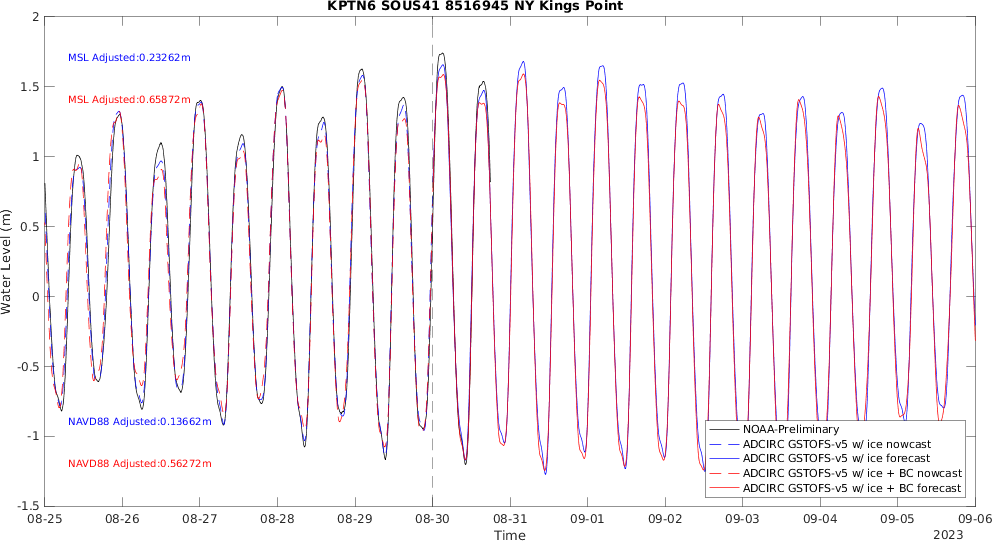 KPTN6 SOUS41 8516945 NY Kings Point
2
1.5
1
0.5
0
-0.5
-1
-1.5
Water Level (m)
MSL Adjusted:0.23262m
MSL Adjusted:0.65872m
NAVD88 Adjusted:0.13662m
NAVD88 Adjusted:0.56272m
NOAA-Preliminary
ADCIRC GSTOFS-v5 w/ ice nowcast
ADCIRC GSTOFS-v5 w/ ice forecast
ADCIRC GSTOFS-v5 w/ ice + BC nowcast
ADCIRC GSTOFS-v5 w/ ice + BC forecast
08-25 08-26 08-27 08-28 08-29 08-30 08-31 09-01 09-02 09-03 09-04 09-05 09-06
Time
2023